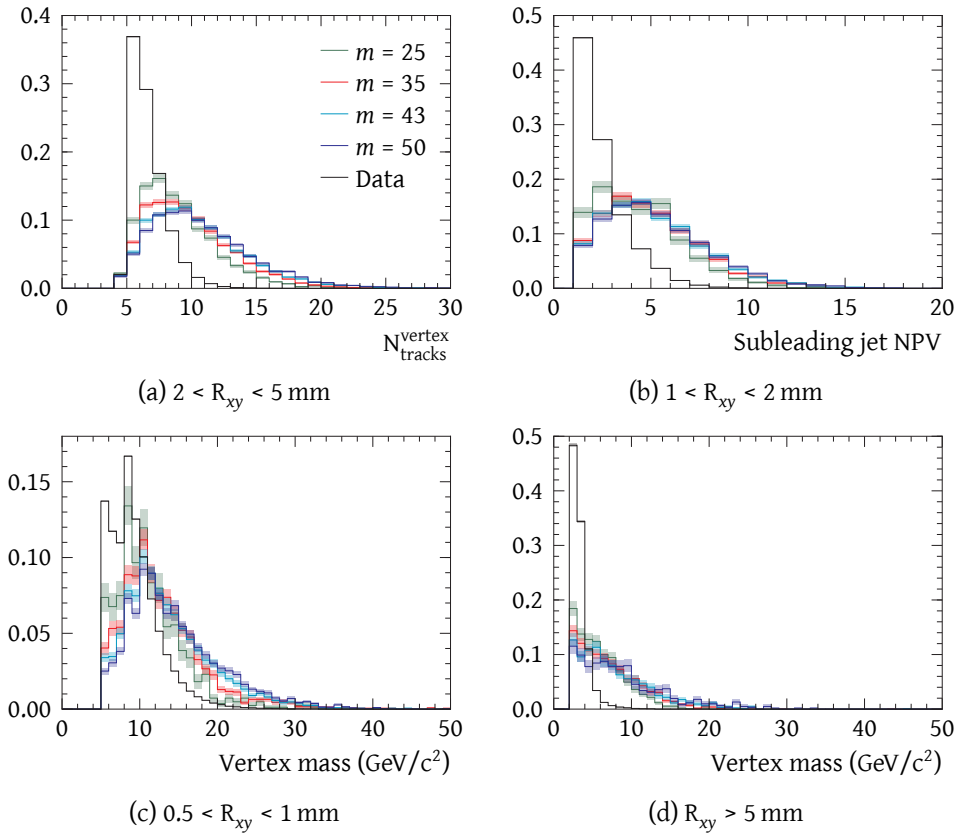 0.4
0.3
0.2
0.1
0.0
0 5 10 15 20 25 30
m = 25
m = 35
m = 43
m = 50
Data
N^vertex_tracks
(a) 2 < R_xy < 5 mm
0.5
0.4
0.3
0.2
0.1
0.0
0 5 10 15 20
Subleading jet NPV
(b) 1 < R_xy < 2 mm
0.15
0.10
0.05
0.00
0 10 20 30 40 50
Vertex mass (GeV/c²)
(c) 0.5 < R_xy < 1 mm
0.5
0.4
0.3
0.2
0.1
0.0
0 10 20 30 40 50
Vertex mass (GeV/c²)
(d) R_xy > 5 mm